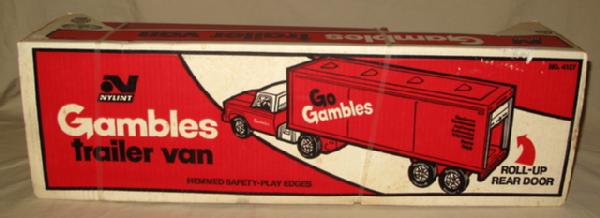 Gambles
trailer van
NO. 4117
NYLINT
Gambles
trailer van
HEMMED SAFETY-PLAY EDGES
Go
Gambles
ROLL-UP
REAR DOOR